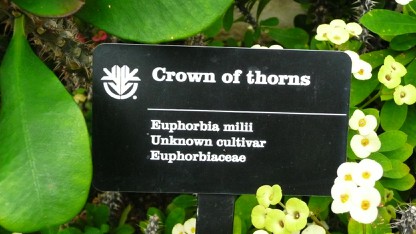 Crown of thorns
Euphorbia milii
Unknown cultivar
Euphorbiaceae